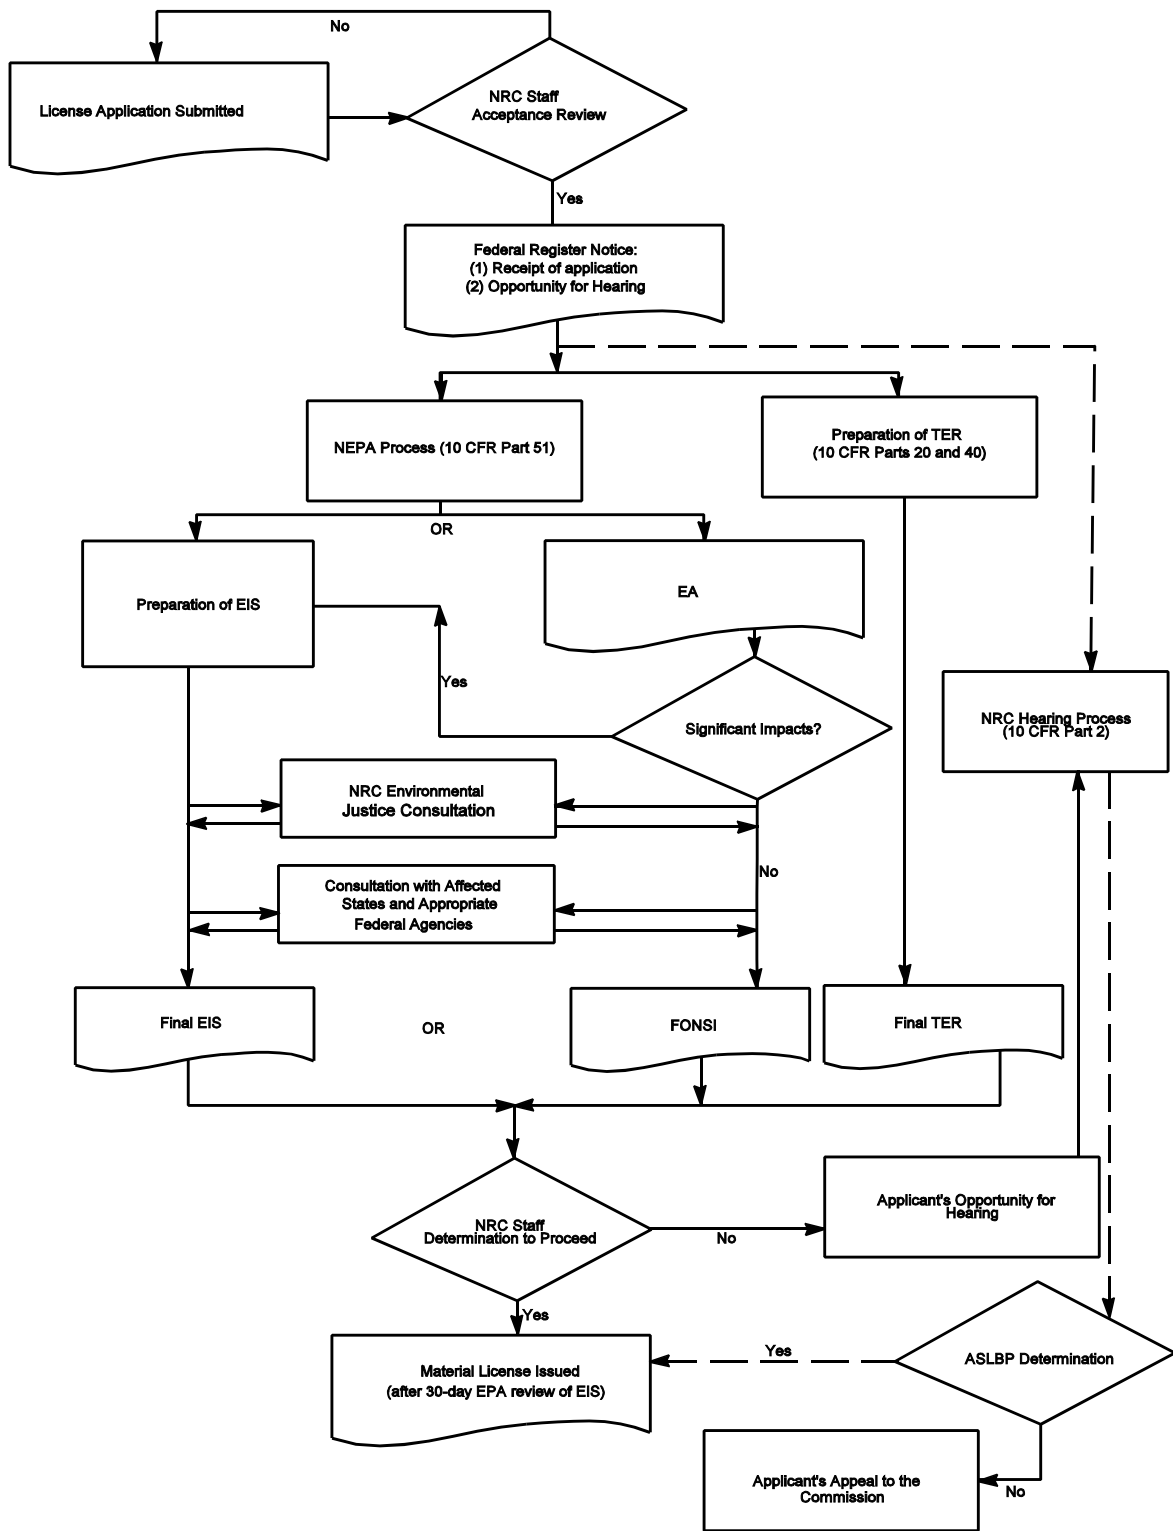 No
License Application Submitted
NRC Staff
Acceptance Review
Yes
Federal Register Notice:
(1) Receipt of application
(2) Opportunity for Hearing
NEPA Process (10 CFR Part 51)
Preparation of TER
(10 CFR Parts 20 and 40)
OR
Preparation of EIS
EA
Yes
Significant Impacts?
NRC Hearing Process
(10 CFR Part 2)
NRC Environmental
Justice Consultation
No
Consultation with Affected
States and Appropriate
Federal Agencies
Final EIS
OR
FONSI
Final TER
NRC Staff
Determination to Proceed
No
Applicant's Opportunity for
Hearing
Yes
Material License Issued
(after 30-day EPA review of EIS)
Yes
ASLBP Determination
No
Applicant's Appeal to the
Commission